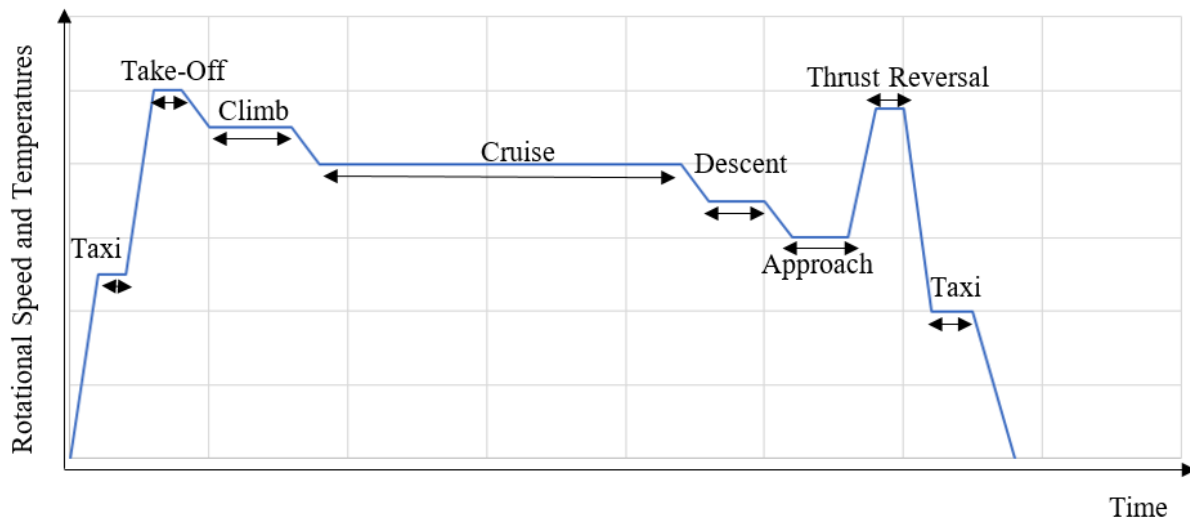 Rotational Speed and Temperatures
Take-Off
Thrust Reversal
Climb
Cruise
Descent
Taxi
Approach
Taxi
Time